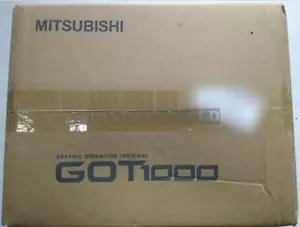 MITSUBISHI
GRAPHIC OPERATION TERMINAL
GOT1000